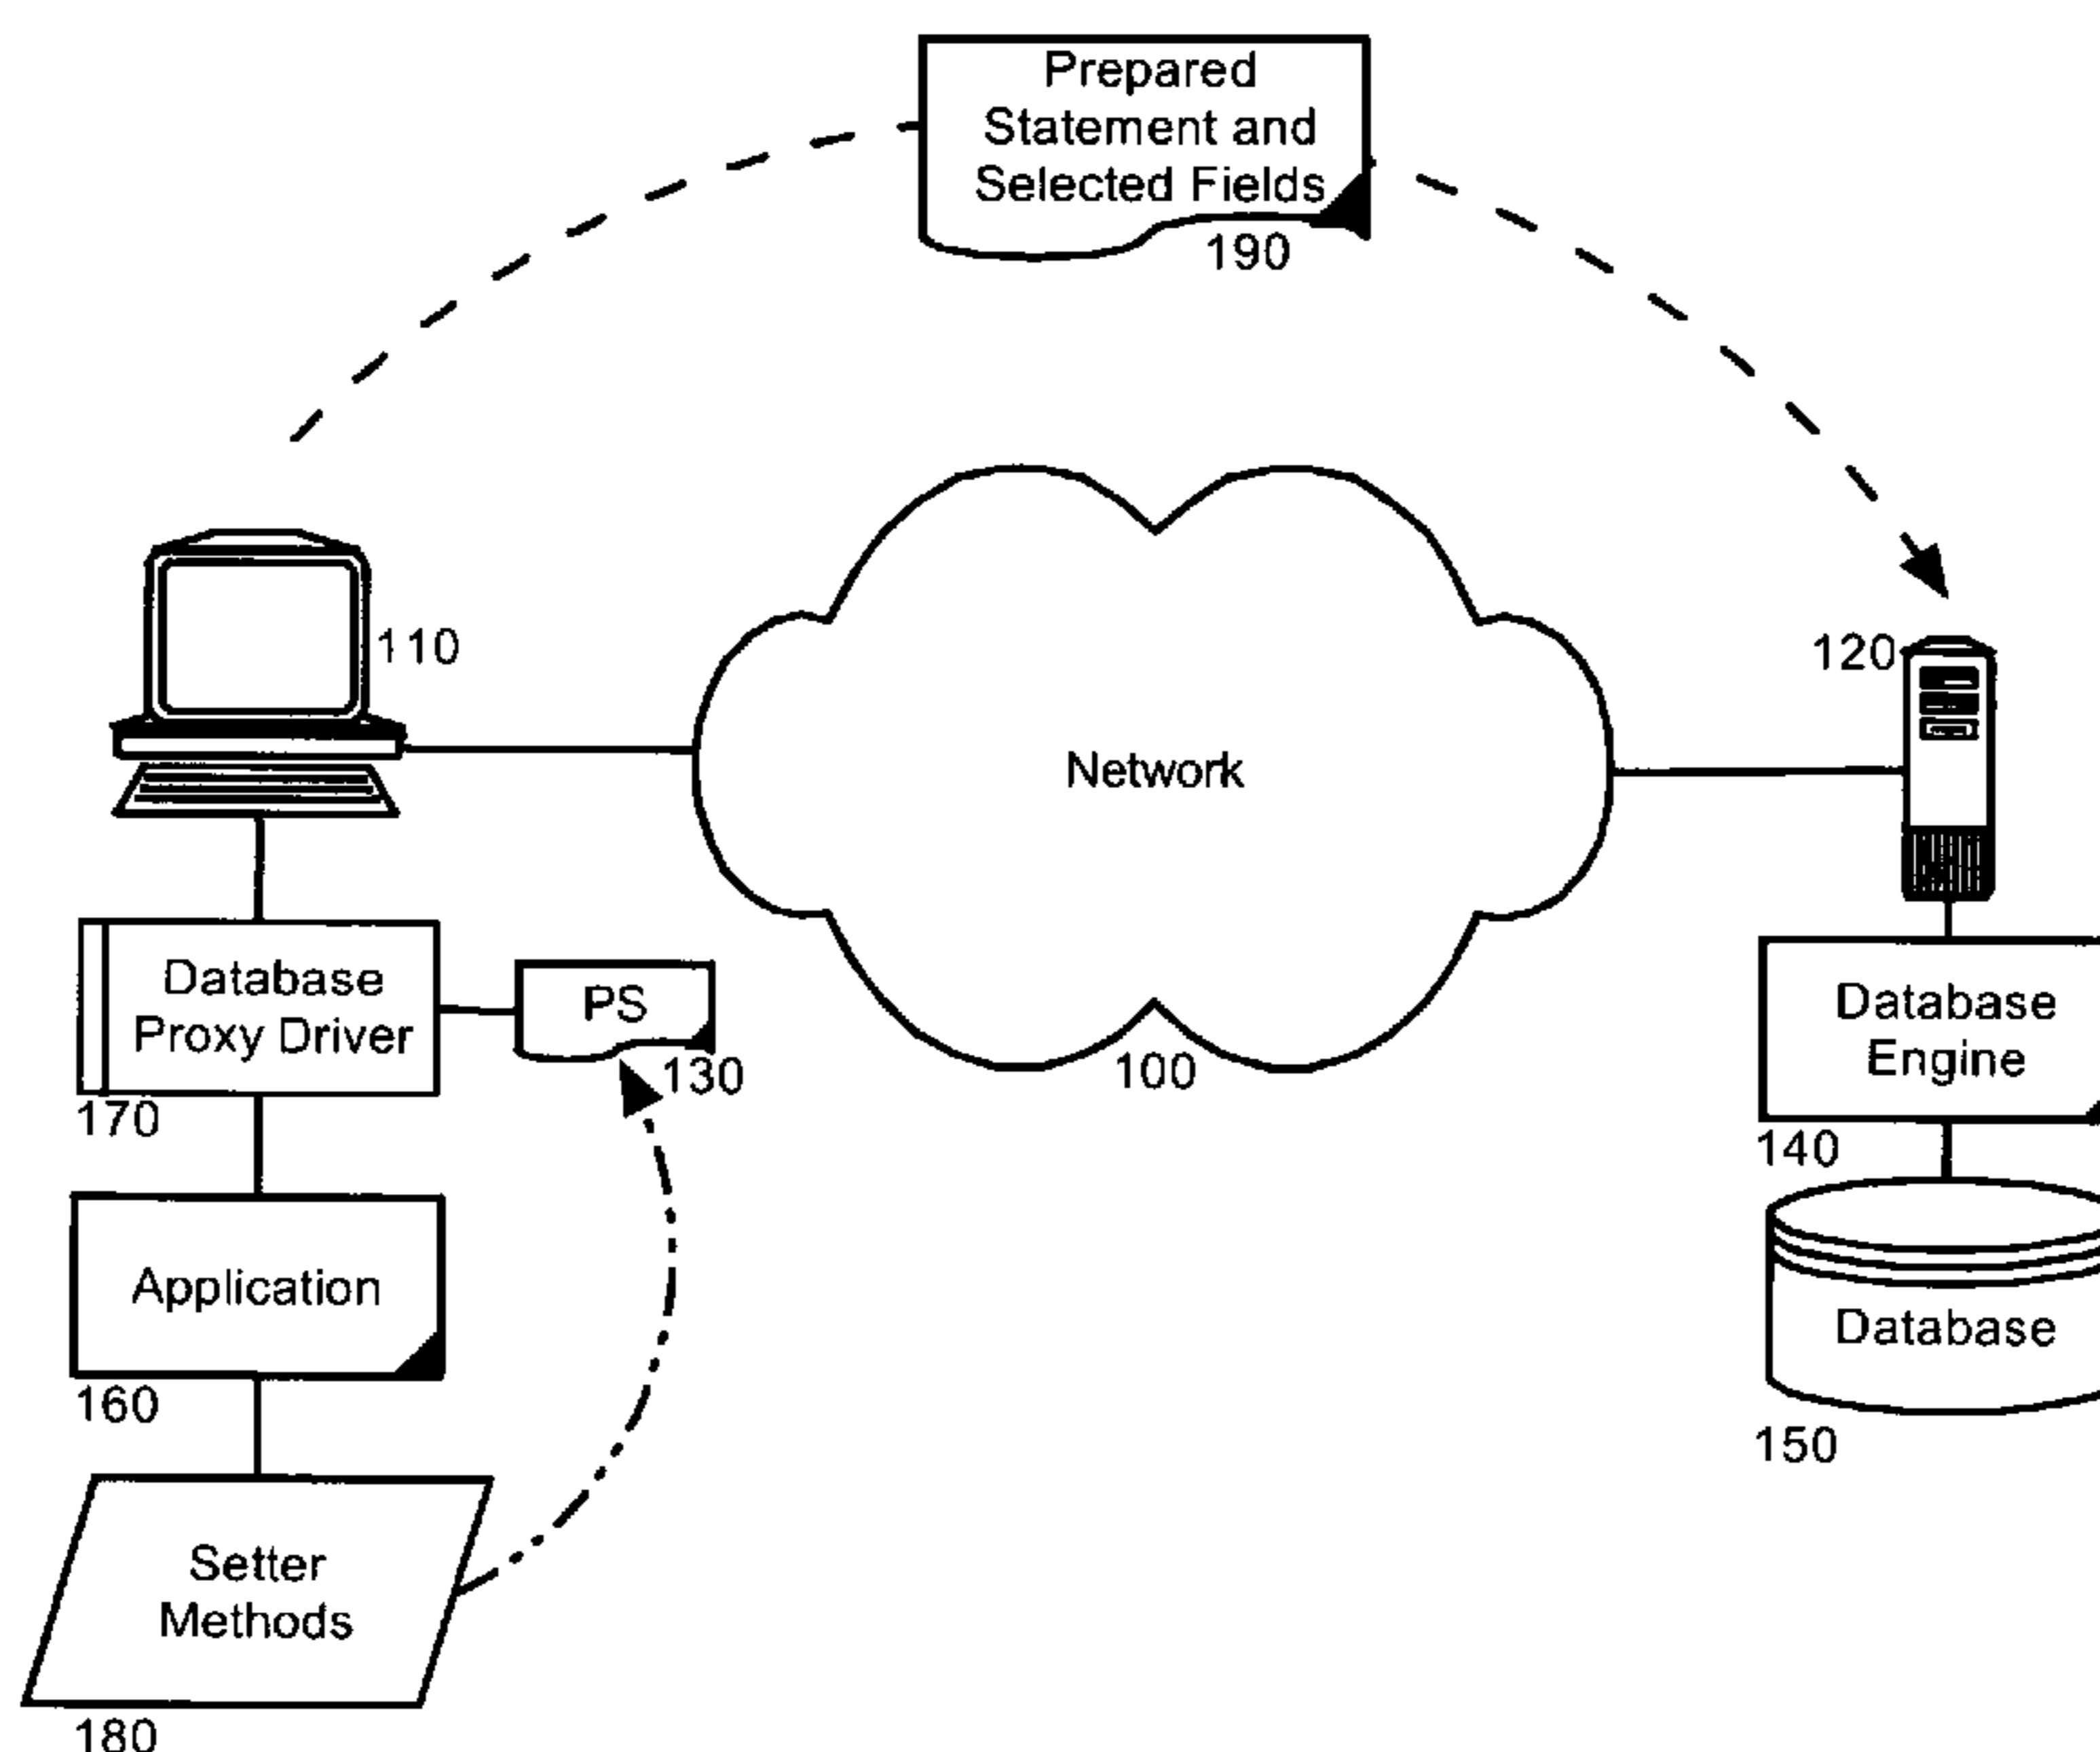 Prepared
Statement and
Selected Fields
190
110
120
Network
Database
Proxy Driver
PS
130
170
100
Database
Engine
140
Application
160
Database
150
Setter
Methods
180